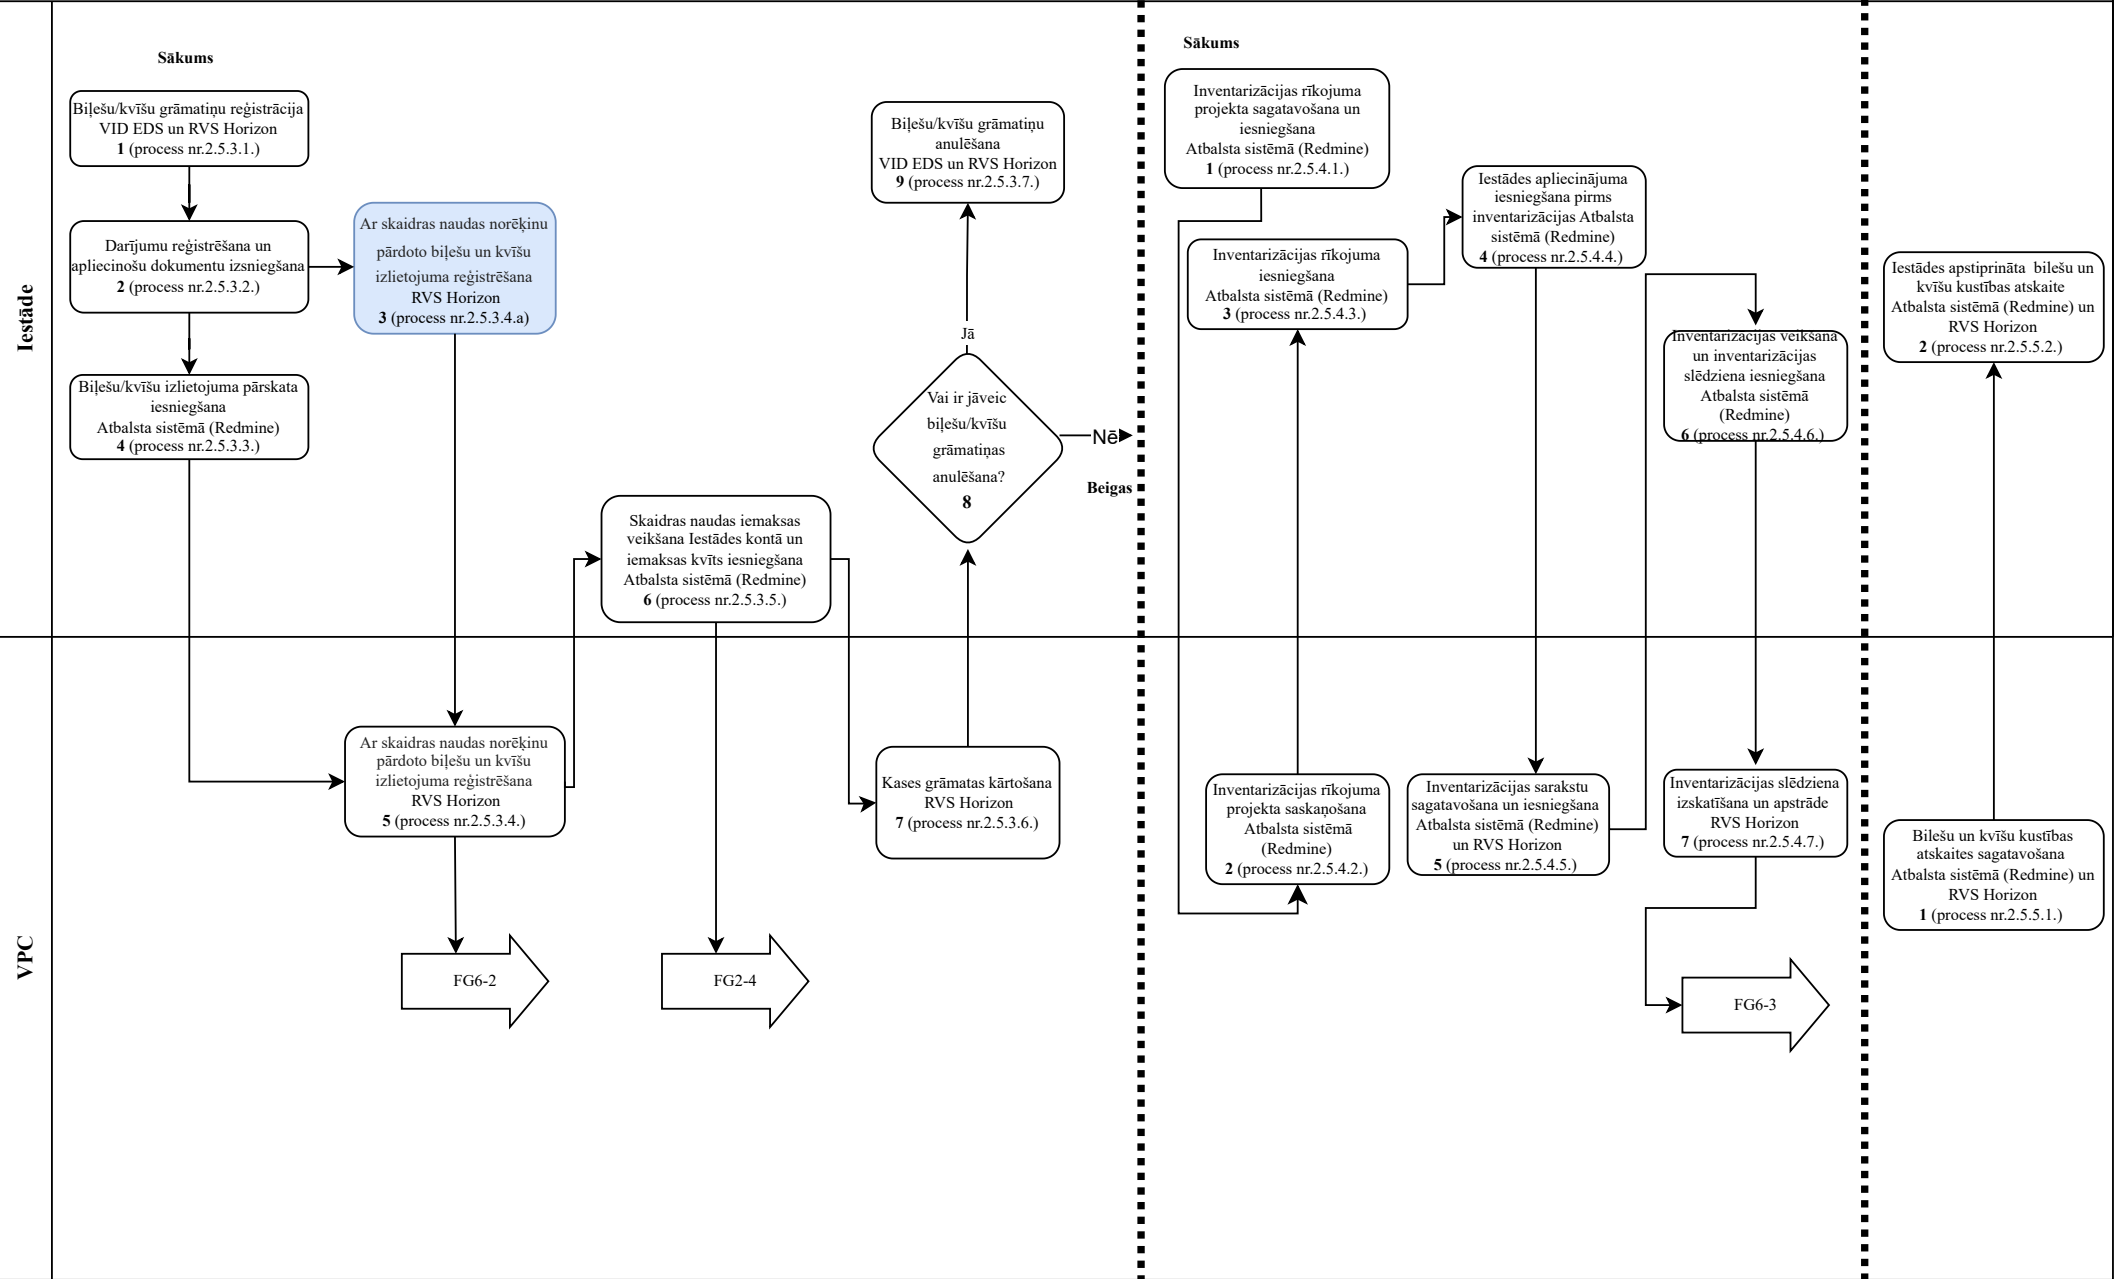 Iestāde
VPC
Sākums
Biļešu/kvīšu grāmatiņu reģistrācija
VID EDS un RVS Horizon
1 (process nr.2.5.3.1.)
Darījumu reģistrēšana un
apliecinošu dokumentu izsniegšana
2 (process nr.2.5.3.2.)
Ar skaidras naudas norēķinu
pārdoto biļešu un kvīšu
izlietojuma reģistrēšana
RVS Horizon
3 (process nr.2.5.3.4.a)
Biļešu/kvīšu izlietojuma pārskata
iesniegšana
Atbalsta sistēmā (Redmine)
4 (process nr.2.5.3.3.)
Ar skaidras naudas norēķinu
pārdoto biļešu un kvīšu
izlietojuma reģistrēšana
RVS Horizon
5 (process nr.2.5.3.4.)
FG6-2
Skaidras naudas iemaksas
veikšana Iestādes kontā un
iemaksas kvīts iesniegšana
Atbalsta sistēmā (Redmine)
6 (process nr.2.5.3.5.)
FG2-4
Kases grāmatas kārtošana
RVS Horizon
7 (process nr.2.5.3.6.)
Vai ir jāveic
biļešu/kvīšu
grāmatiņas
anulēšana?
8
Jā
Nē
Beigas
Biļešu/kvīšu grāmatiņu
anulēšana
VID EDS un RVS Horizon
9 (process nr.2.5.3.7.)
Sākums
Inventarizācijas rīkojuma
projekta sagatavošana un
iesniegšana
Atbalsta sistēmā (Redmine)
1 (process nr.2.5.4.1.)
Inventarizācijas rīkojuma
projekta saskaņošana
Atbalsta sistēmā
(Redmine)
2 (process nr.2.5.4.2.)
Inventarizācijas rīkojuma
iesniegšana
Atbalsta sistēmā (Redmine)
3 (process nr.2.5.4.3.)
Iestādes apliecinājuma
iesniegšana pirms
inventarizācijas Atbalsta
sistēmā (Redmine)
4 (process nr.2.5.4.4.)
Inventarizācijas sarakstu
sagatavošana un iesniegšana
Atbalsta sistēmā (Redmine)
un RVS Horizon
5 (process nr.2.5.4.5.)
Inventarizācijas veikšana
un inventarizācijas
slēdziena iesniegšana
Atbalsta sistēmā
(Redmine)
6 (process nr.2.5.4.6.)
Inventarizācijas slēdziena
izskatīšana un apstrāde
RVS Horizon
7 (process nr.2.5.4.7.)
FG6-3
Iestādes apstiprināta bilešu un
kvīšu kustības atskaite
Atbalsta sistēmā (Redmine) un
RVS Horizon
2 (process nr.2.5.5.2.)
Bilešu un kvīšu kustības
atskaites sagatavošana
Atbalsta sistēmā (Redmine) un
RVS Horizon
1 (process nr.2.5.5.1.)